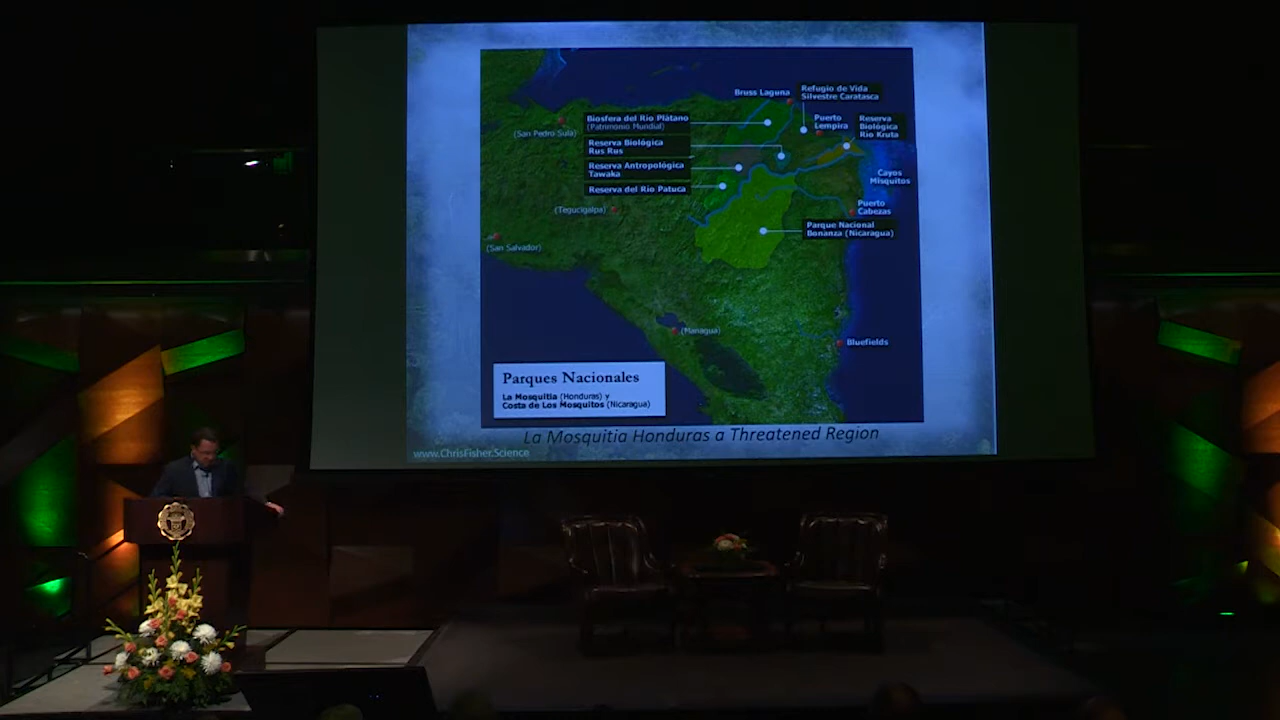 Bruss Laguna
Refugio de Vida
Silvestre Caratasca
Biosfera del Río Plátano
(Patrimonio Mundial)
(San Pedro Sula)
Puerto
Lempira
Reserva
Biológica
Rio Kruta
Reserva Biológica
Rus Rus
Reserva Antropológica
Tawaka
Cayos
Misquitos
Reserva del Río Patuca
(Tegucigalpa)
Puerto
Cabezas
Parque Nacional
Bonanza (Nicaragua)
(San Salvador)
(Managua)
Bluefields
Parques Nacionales
La Mosquitia (Honduras) y
Costa de Los Mosquitos (Nicaragua)
La Mosquitia Honduras a Threatened Region
www.ChrisFisher.Science